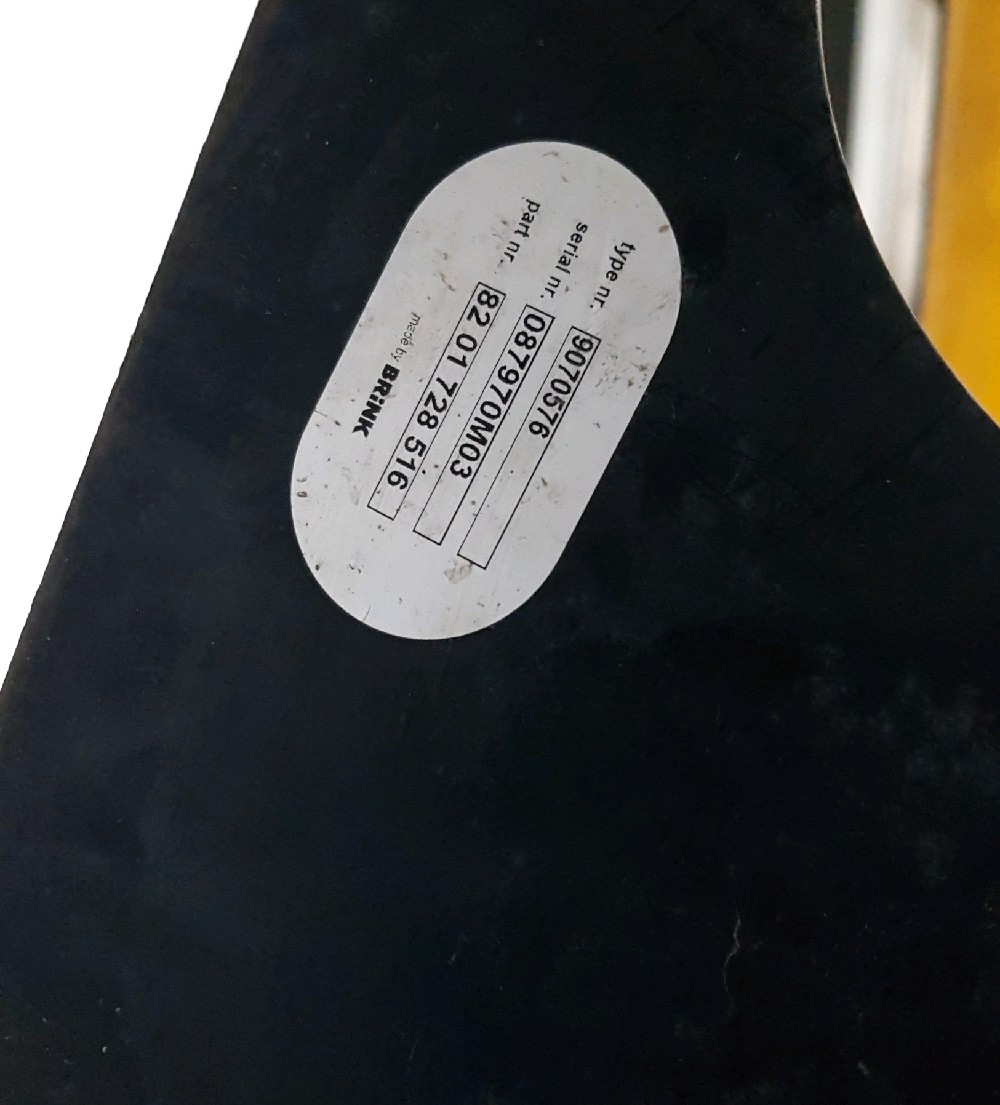 type nr. 9070576
serial nr. 087970M03
part nr. 82 01 728 516
made by BRiNK